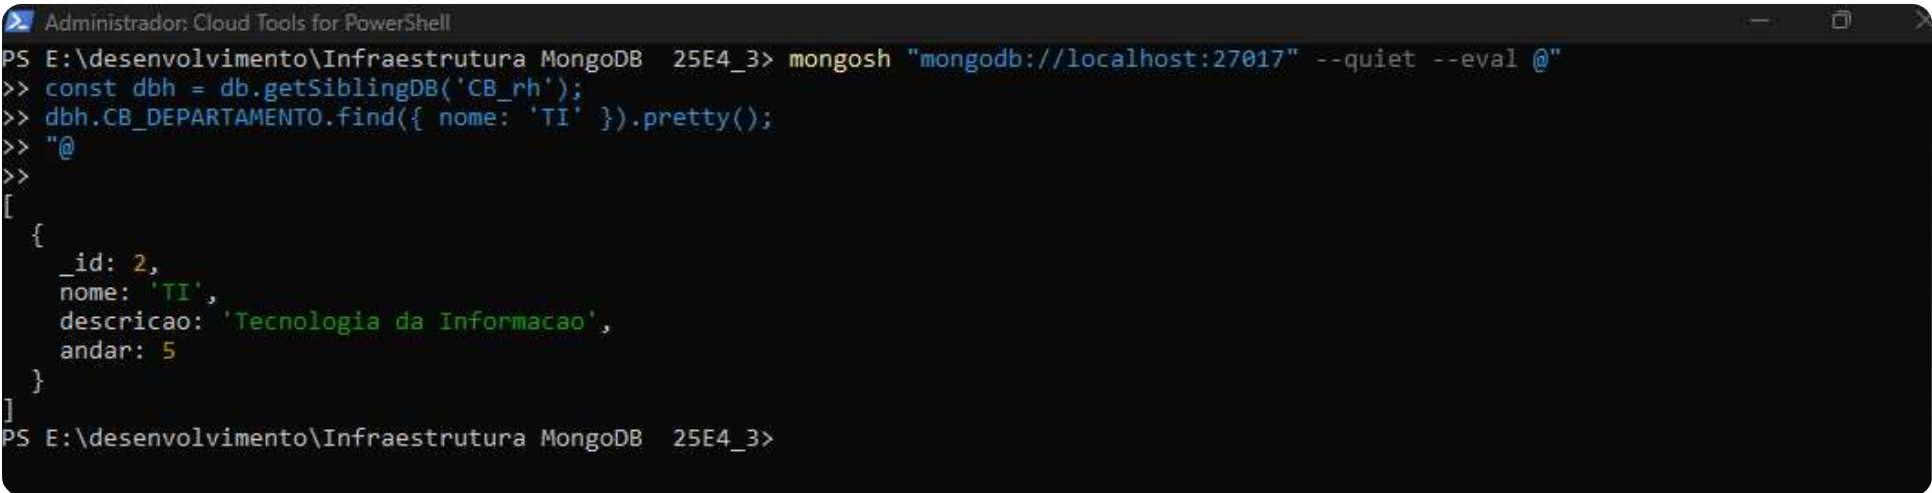 Administrador: Cloud Tools for PowerShell
PS E:\desenvolvimento\Infraestrutura MongoDB  25E4_3> mongosh "mongodb://localhost:27017" --quiet --eval @"
>> const dbh = db.getSiblingDB('CB_rh');
>> dbh.CB_DEPARTAMENTO.find({ nome: 'TI' }).pretty();
>> "@
>>
[
  {
    _id: 2,
    nome: 'TI',
    descricao: 'Tecnologia da Informacao',
    andar: 5
  }
]
PS E:\desenvolvimento\Infraestrutura MongoDB  25E4_3>